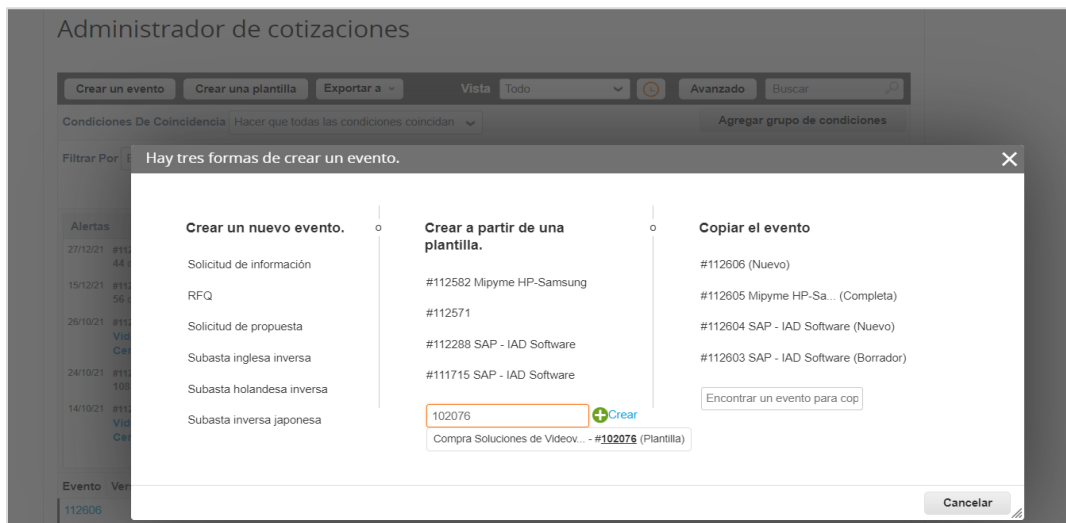 Administrador de cotizaciones
Crear un evento Crear una plantilla Exportar a Vista Todo Avanzado Buscar
Condiciones De Coincidencia Hacer que todas las condiciones coincidan Agregar grupo de condiciones
Filtrar Por
Hay tres formas de crear un evento.
Alertas
27/12/21
15/12/21
26/10/21
24/10/21
14/10/21
Crear un nuevo evento.
Solicitud de información
RFQ
Solicitud de propuesta
Subasta inglesa inversa
Subasta holandesa inversa
Subasta inversa japonesa
o
Crear a partir de una
plantilla.
#112582 Mipyme HP-Samsung
#112571
#112288 SAP - IAD Software
#111715 SAP - IAD Software
102076 Crear
Compra Soluciones de Videov... - #102076 (Plantilla)
o
Copiar el evento
#112606 (Nuevo)
#112605 Mipyme HP-Sa... (Completa)
#112604 SAP - IAD Software (Nuevo)
#112603 SAP - IAD Software (Borrador)
Encontrar un evento para cop
Cancelar
Evento
112606